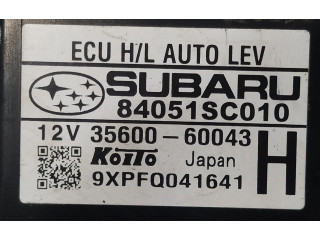 ECU H/L AUTO LEV
SUBARU
84051SC010
12V 35600-60043
KOITO Japan H
9XPFQ041641